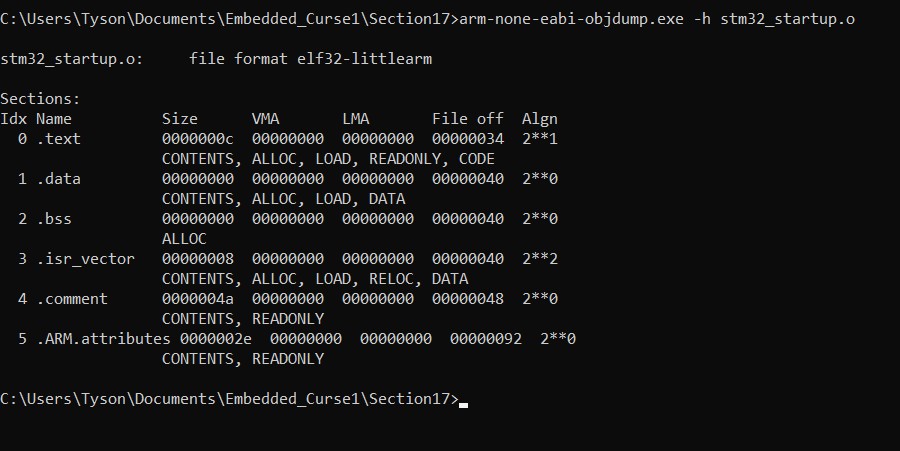 C:\Users\Tyson\Documents\Embedded_Curse1\Section17>arm-none-eabi-objdump.exe -h stm32_startup.o
stm32_startup.o:     file format elf32-littlearm
Sections:
Idx Name          Size      VMA       LMA       File off  Algn
  0 .text         0000000c  00000000  00000000  00000034  2**1
                  CONTENTS, ALLOC, LOAD, READONLY, CODE
  1 .data         00000000  00000000  00000000  00000040  2**0
                  CONTENTS, ALLOC, LOAD, DATA
  2 .bss          00000000  00000000  00000000  00000040  2**0
                  ALLOC
  3 .isr_vector   00000008  00000000  00000000  00000040  2**2
                  CONTENTS, ALLOC, LOAD, RELOC, DATA
  4 .comment      0000004a  00000000  00000000  00000048  2**0
                  CONTENTS, READONLY
  5 .ARM.attributes 0000002e  00000000  00000000  00000092  2**0
                  CONTENTS, READONLY
C:\Users\Tyson\Documents\Embedded_Curse1\Section17>